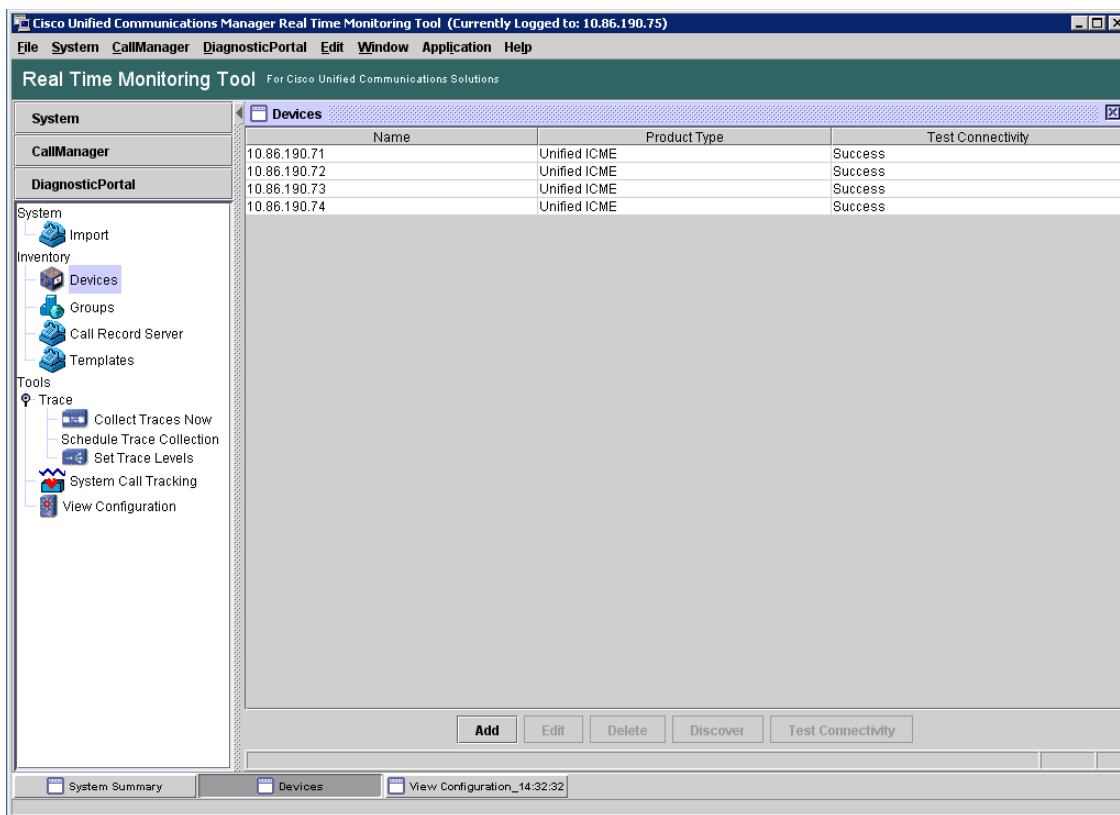 Cisco Unified Communications Manager Real Time Monitoring Tool (Currently Logged to: 10.86.190.75)
File System CallManager DiagnosticPortal Edit Window Application Help
Real Time Monitoring Tool For Cisco Unified Communications Solutions
System
CallManager
DiagnosticPortal
System
Import
Inventory
Devices
Groups
Call Record Server
Templates
Tools
Trace
Collect Traces Now
Schedule Trace Collection
Set Trace Levels
System Call Tracking
View Configuration
Devices
Name Product Type Test Connectivity
10.86.190.71 Unified ICME Success
10.86.190.72 Unified ICME Success
10.86.190.73 Unified ICME Success
10.86.190.74 Unified ICME Success
Add Edit Delete Discover Test Connectivity
System Summary Devices View Configuration_14:32:32